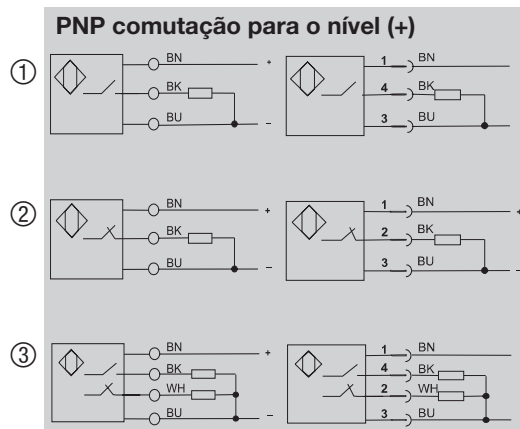 PNP comutação para o nível (+)
①
BN +
BK
BU –
1 BN
4 BK
3 BU
②
BN +
BK
BU –
1 BN +
2 BK
3 BU –
③
BN +
BK
WH
BU –
1 BN
4 BK
2 WH
3 BU